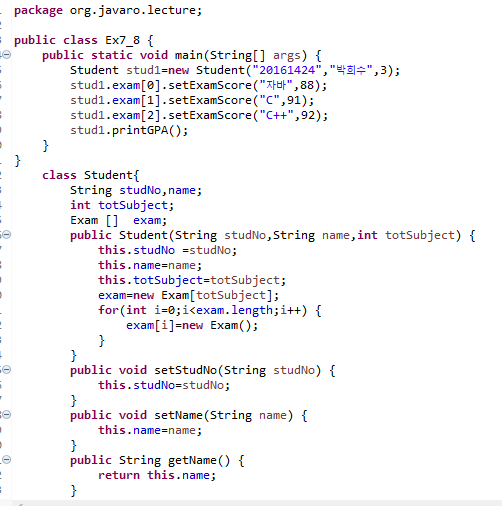 package org.javaro.lecture;
public class Ex7_8 {
    public static void main(String[] args) {
        Student stud1=new Student("20161424","박희수",3);
        stud1.exam[0].setExamScore("자바",88);
        stud1.exam[1].setExamScore("C",91);
        stud1.exam[2].setExamScore("C++",92);
        stud1.printGPA();
    }
}
    class Student{
        String studNo,name;
        int totSubject;
        Exam []  exam;
        public Student(String studNo,String name,int totSubject) {
            this.studNo =studNo;
            this.name=name;
            this.totSubject=totSubject;
            exam=new Exam[totSubject];
            for(int i=0;i<exam.length;i++) {
                exam[i]=new Exam();
            }
        }
        public void setStudNo(String studNo) {
            this.studNo=studNo;
        }
        public void setName(String name) {
            this.name=name;
        }
        public String getName() {
            return this.name;
        }